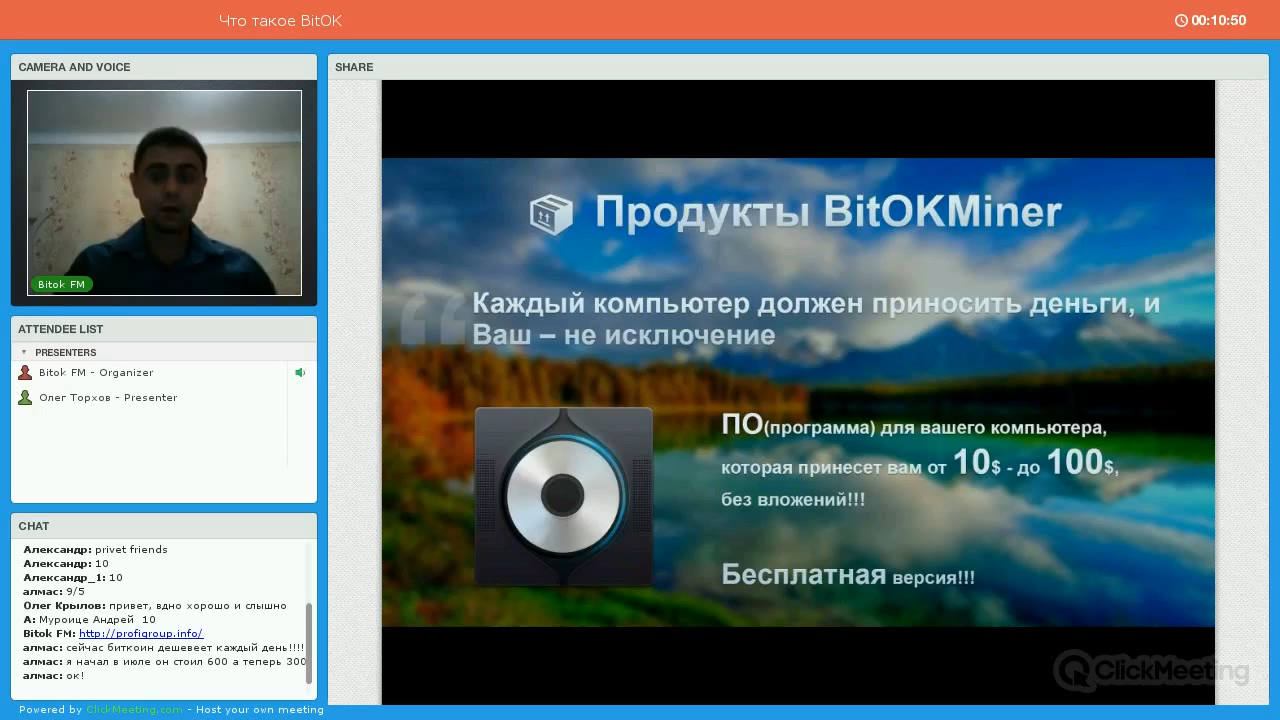 Что такое BitOK
00:10:50
CAMERA AND VOICE
Bitok FM
ATTENDEE LIST
PRESENTERS
Bitok FM - Organizer
Олег Торхов - Presenter
CHAT
Александр: privet friends
Александр: 10
Александр_1: 10
алмас: 9/5
Олег Крылов: привет, вдно хорошо и слышно
A: Муроице Андрей 10
Bitok FM: http://profigroup.info/
алмас: сейчас биткоин дешевеет каждый день!!!!
алмас: я качал в июле он стоил 600 а теперь 300
алмас: ок!
Powered by ClickMeeting.com - Host your own meeting
SHARE
Продукты BitOKMiner
“ Каждый компьютер должен приносить деньги, и
Ваш – не исключение
ПО(программа) для вашего компьютера,
которая принесет вам от 10$ - до 100$,
без вложений!!!
Бесплатная версия!!!
ClickMeeting